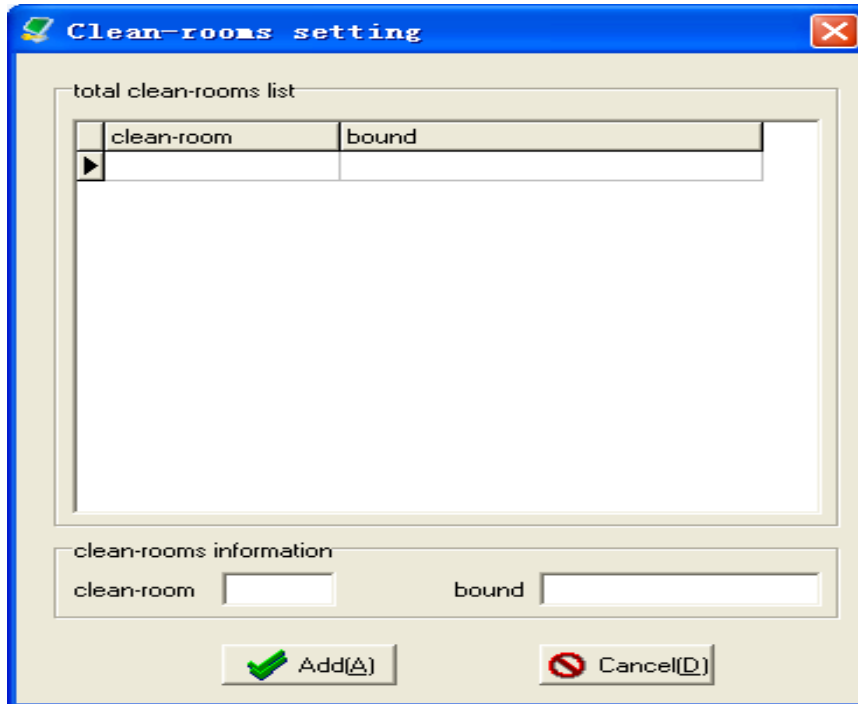 Clean-rooms setting
total clean-rooms list
clean-room bound
clean-rooms information
clean-room bound
Add(A) Cancel(D)